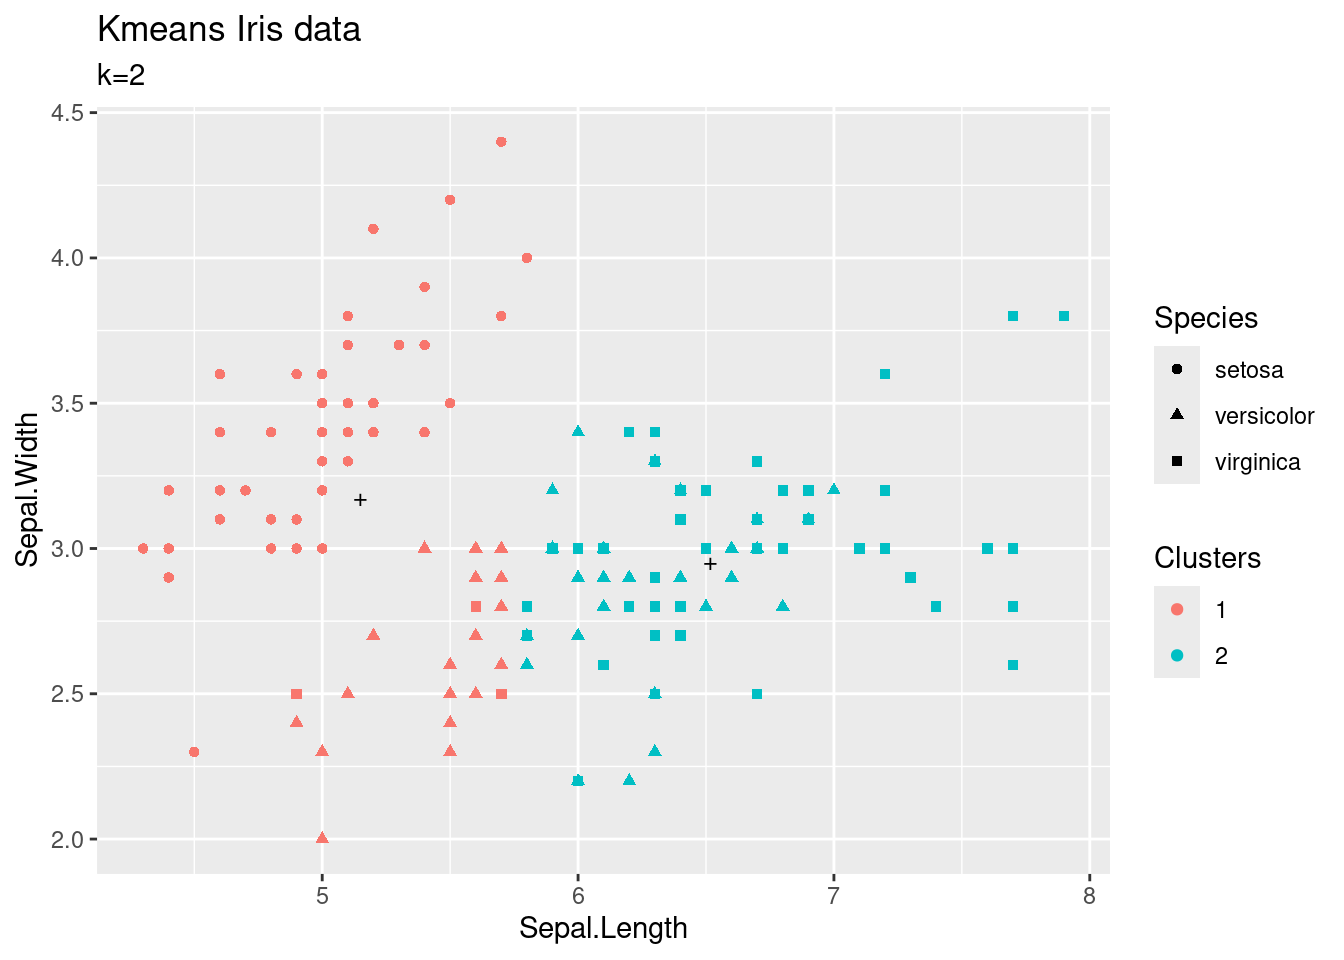 Kmeans Iris data
k=2
4.5
4.0
3.5
3.0
2.5
2.0
Sepal.Width
5
6
7
8
Sepal.Length
Species
setosa
versicolor
virginica
Clusters
1
2